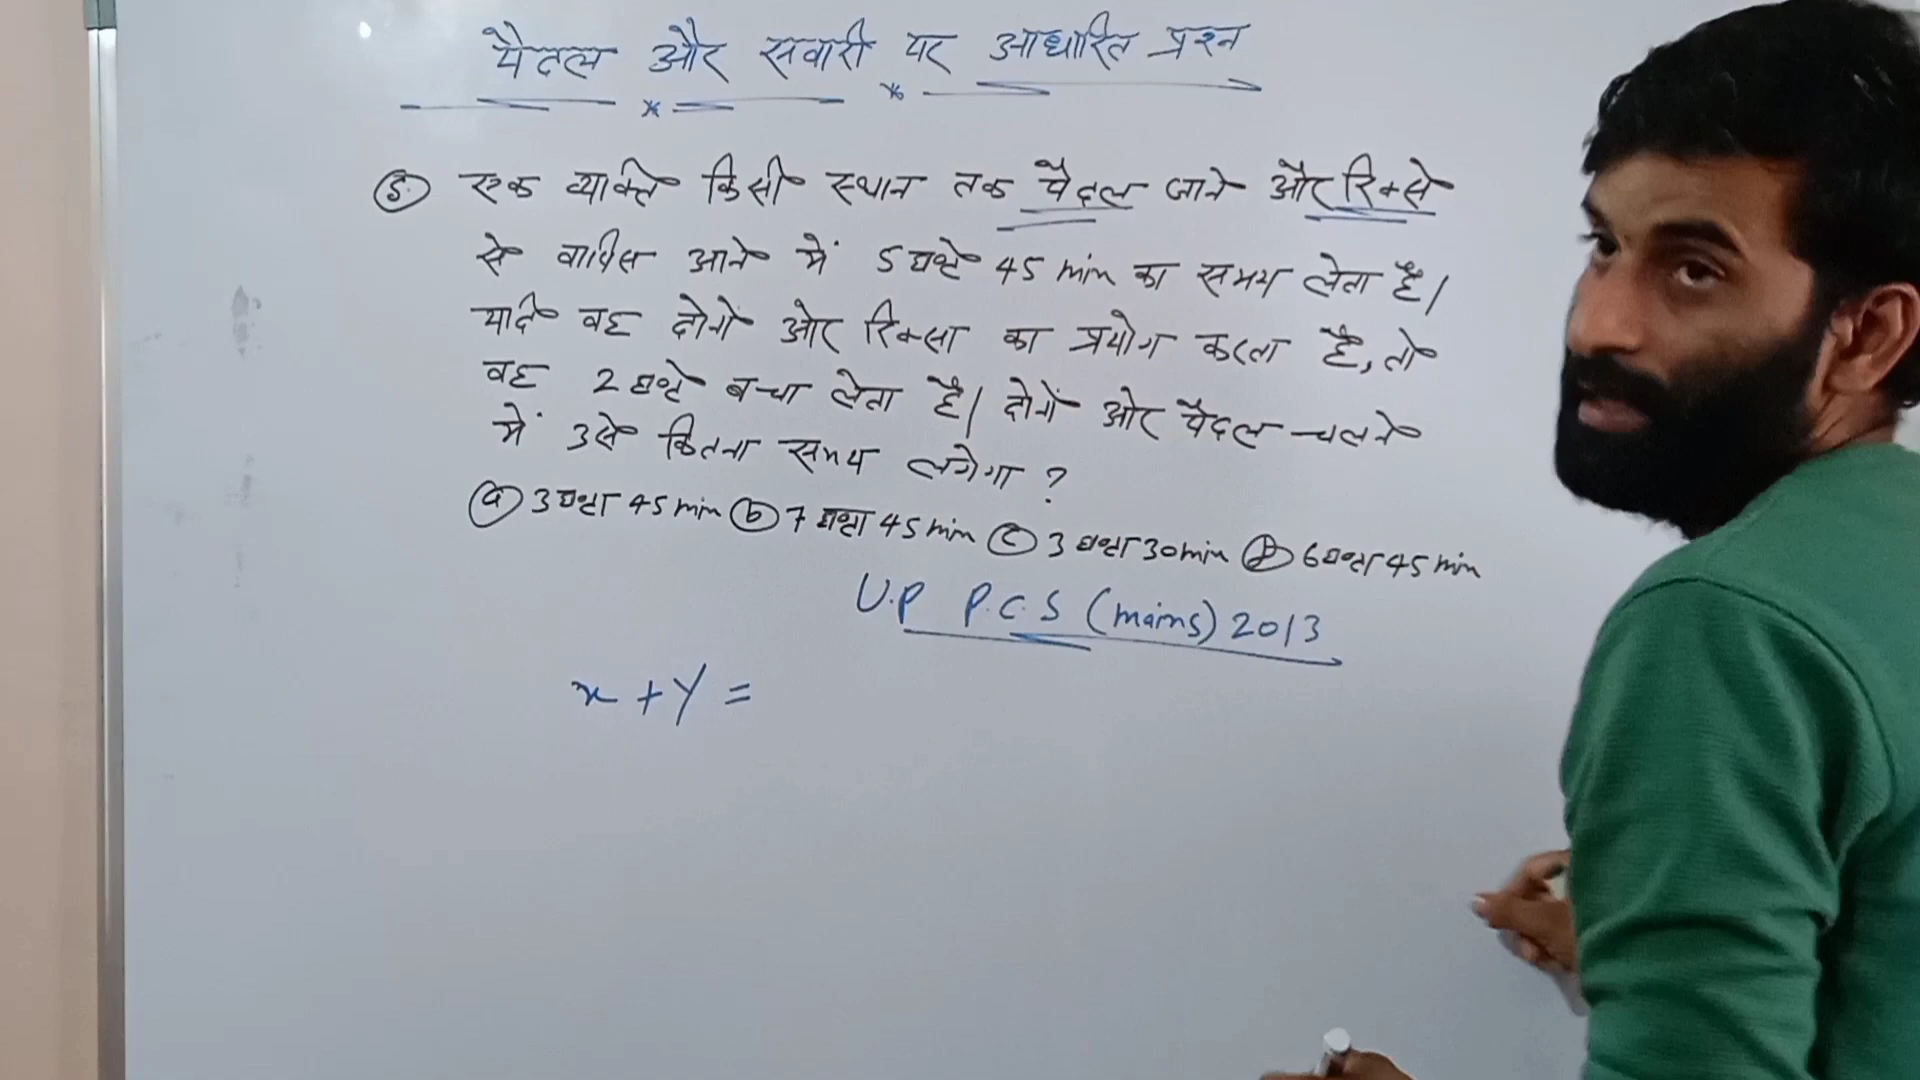 पैदल और सवारी पर आधारित प्रश्न
⑤ एक व्यक्ति किसी स्थान तक पैदल जाने और रिक्से
से वापिस आने में 5 घण्टे 45 min का समय लेता है।
यदि वह दोनों ओर रिक्सा का प्रयोग करता है, तो
वह 2 घण्टे बचा लेता है। दोनों ओर पैदल चलने
में उसे कितना समय लगेगा ?
(a) 3 घण्टा 45 min (b) 7 घण्टा 45 min (c) 3 घण्टा 30 min (D) 6 घण्टा 45 min
U.P P.C.S (mains) 2013
x + y =